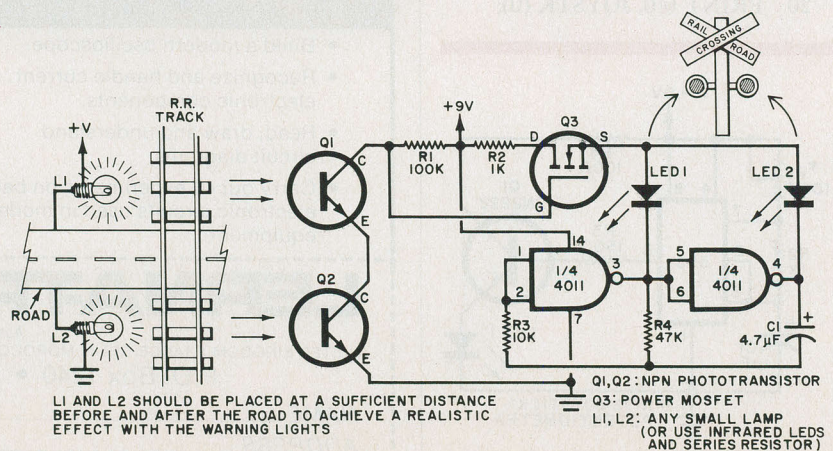 RAIL
CROSSING
ROAD
R.R.
TRACK
+V
L1
ROAD
L2
Q1
C
E
Q2
C
E
R1
100K
+9V
R2
1K
D
Q3
S
G
LED 1
LED 2
14
1
2
1/4
4011
3
7
R3
10K
5
6
1/4
4011
4
R4
47K
+
C1
4.7µF
L1 AND L2 SHOULD BE PLACED AT A SUFFICIENT DISTANCE
BEFORE AND AFTER THE ROAD TO ACHIEVE A REALISTIC
EFFECT WITH THE WARNING LIGHTS
Q1,Q2: NPN PHOTOTRANSISTOR
Q3: POWER MOSFET
L1, L2: ANY SMALL LAMP
(OR USE INFRARED LEDS
AND SERIES RESISTOR)